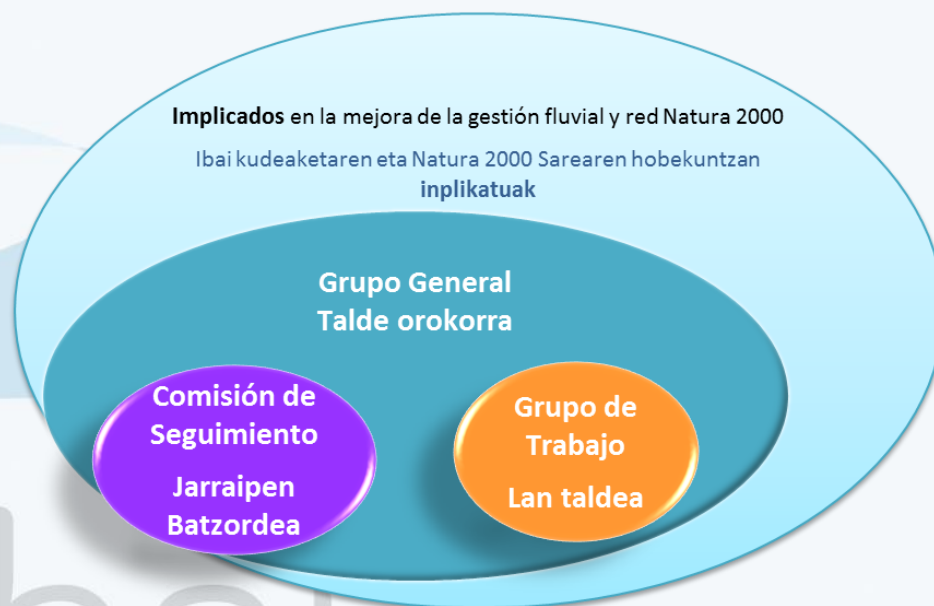 Implicados en la mejora de la gestión fluvial y red Natura 2000
Ibai kudeaketaren eta Natura 2000 Sarearen hobekuntzan
inplikatuak
Grupo General
Talde orokorra
Comisión de
Seguimiento
Jarraipen
Batzordea
Grupo de
Trabajo
Lan taldea